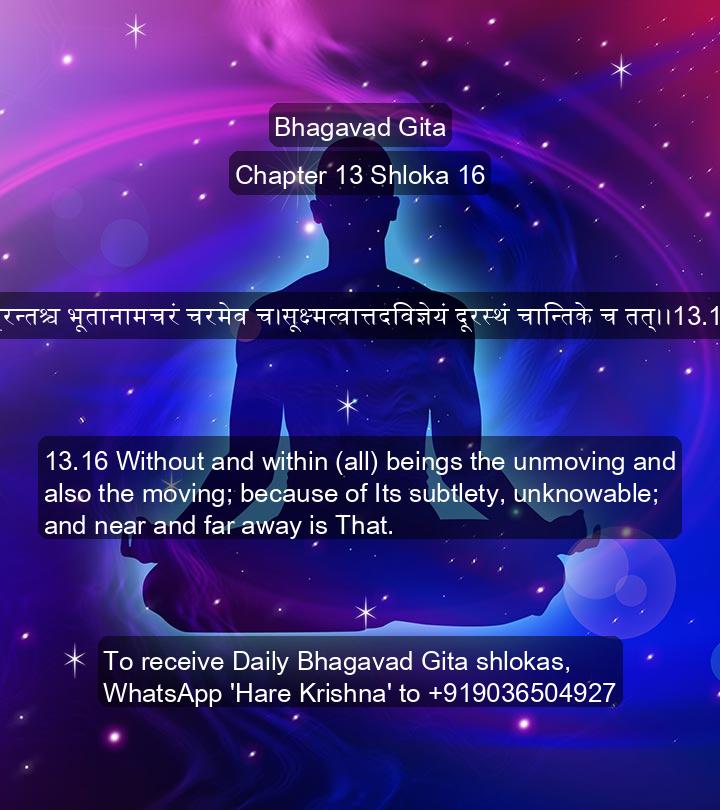 Bhagavad Gita
Chapter 13 Shloka 16
भूतानामचरं चरमेव च।सूक्ष्मत्वात्तदविज्ञेयं दूरस्थं चान्तिके च तत्।।13.1
13.16 Without and within (all) beings the unmoving and
also the moving; because of Its subtlety, unknowable;
and near and far away is That.
To receive Daily Bhagavad Gita shlokas,
WhatsApp 'Hare Krishna' to +919036504927